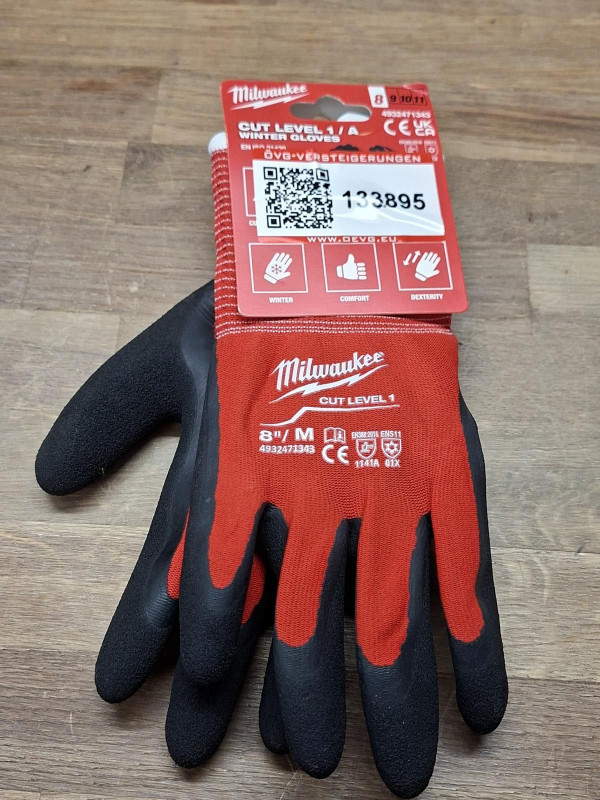 Milwaukee
8 9 10 11
4932471343
CUT LEVEL 1/A
WINTER GLOVES
CE UK CA
ÖVG-VERSTEIGERUNGEN
133895
WWW.OEVG.EU
WINTER COMFORT DEXTERITY
Milwaukee
CUT LEVEL 1
8"/M
4932471343
CE
EN388:2016 EN511
1141A 01X